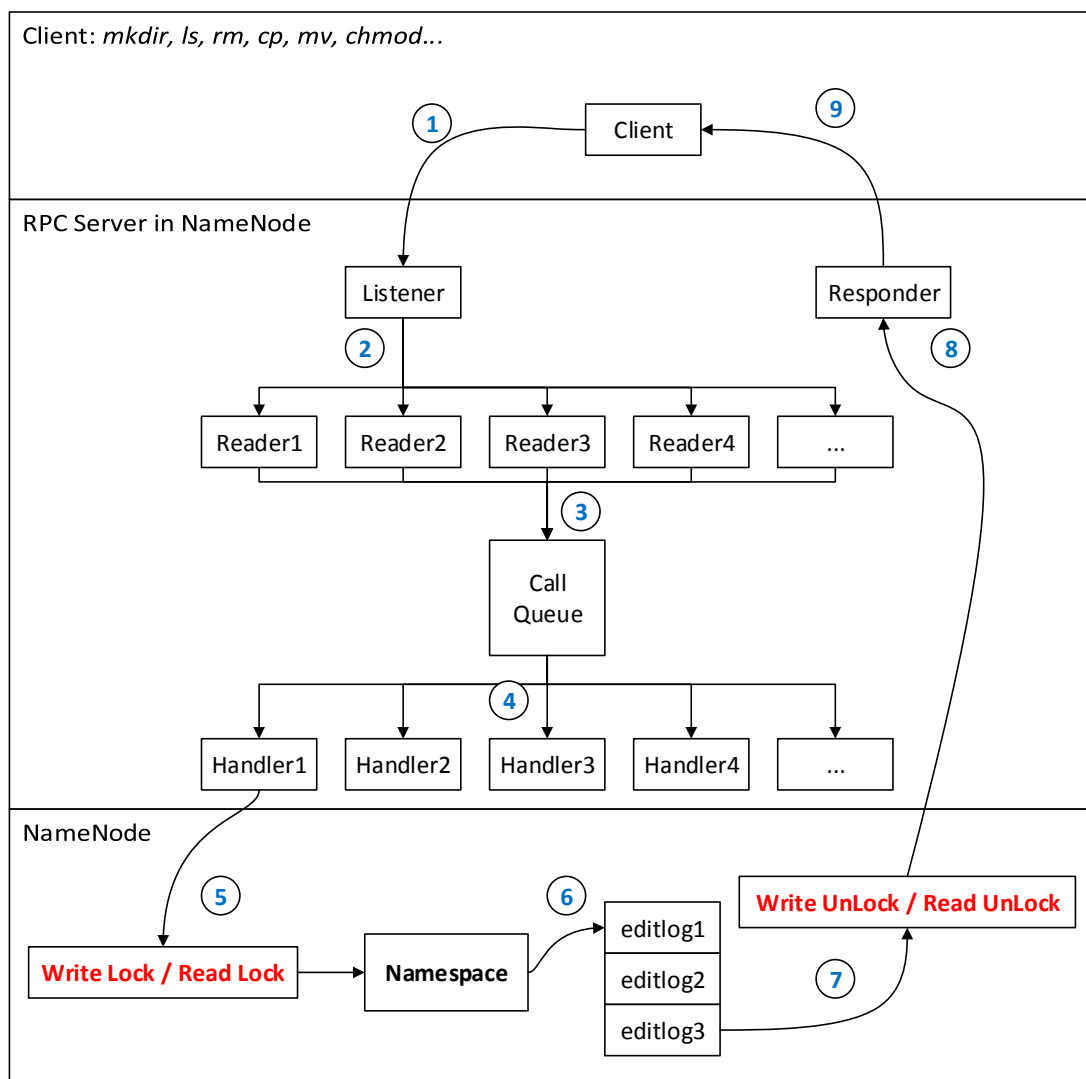 Client: mkdir, ls, rm, cp, mv, chmod...
1
Client
9
RPC Server in NameNode
Listener
Responder
2
8
Reader1
Reader2
Reader3
Reader4
...
3
Call
Queue
4
Handler1
Handler2
Handler3
Handler4
...
NameNode
5
6
Write UnLock / Read UnLock
editlog1
Write Lock / Read Lock
Namespace
editlog2
7
editlog3